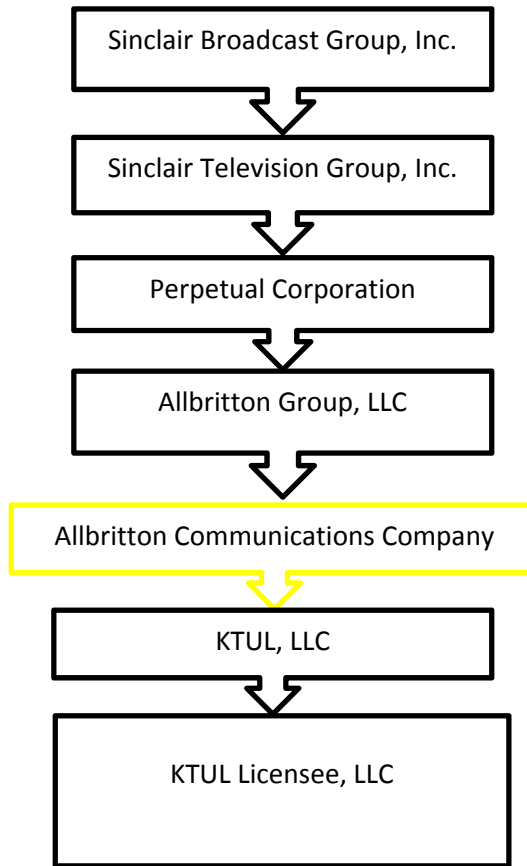 Sinclair Broadcast Group, Inc.
Sinclair Television Group, Inc.
Perpetual Corporation
Allbritton Group, LLC
Allbritton Communications Company
KTUL, LLC
KTUL Licensee, LLC